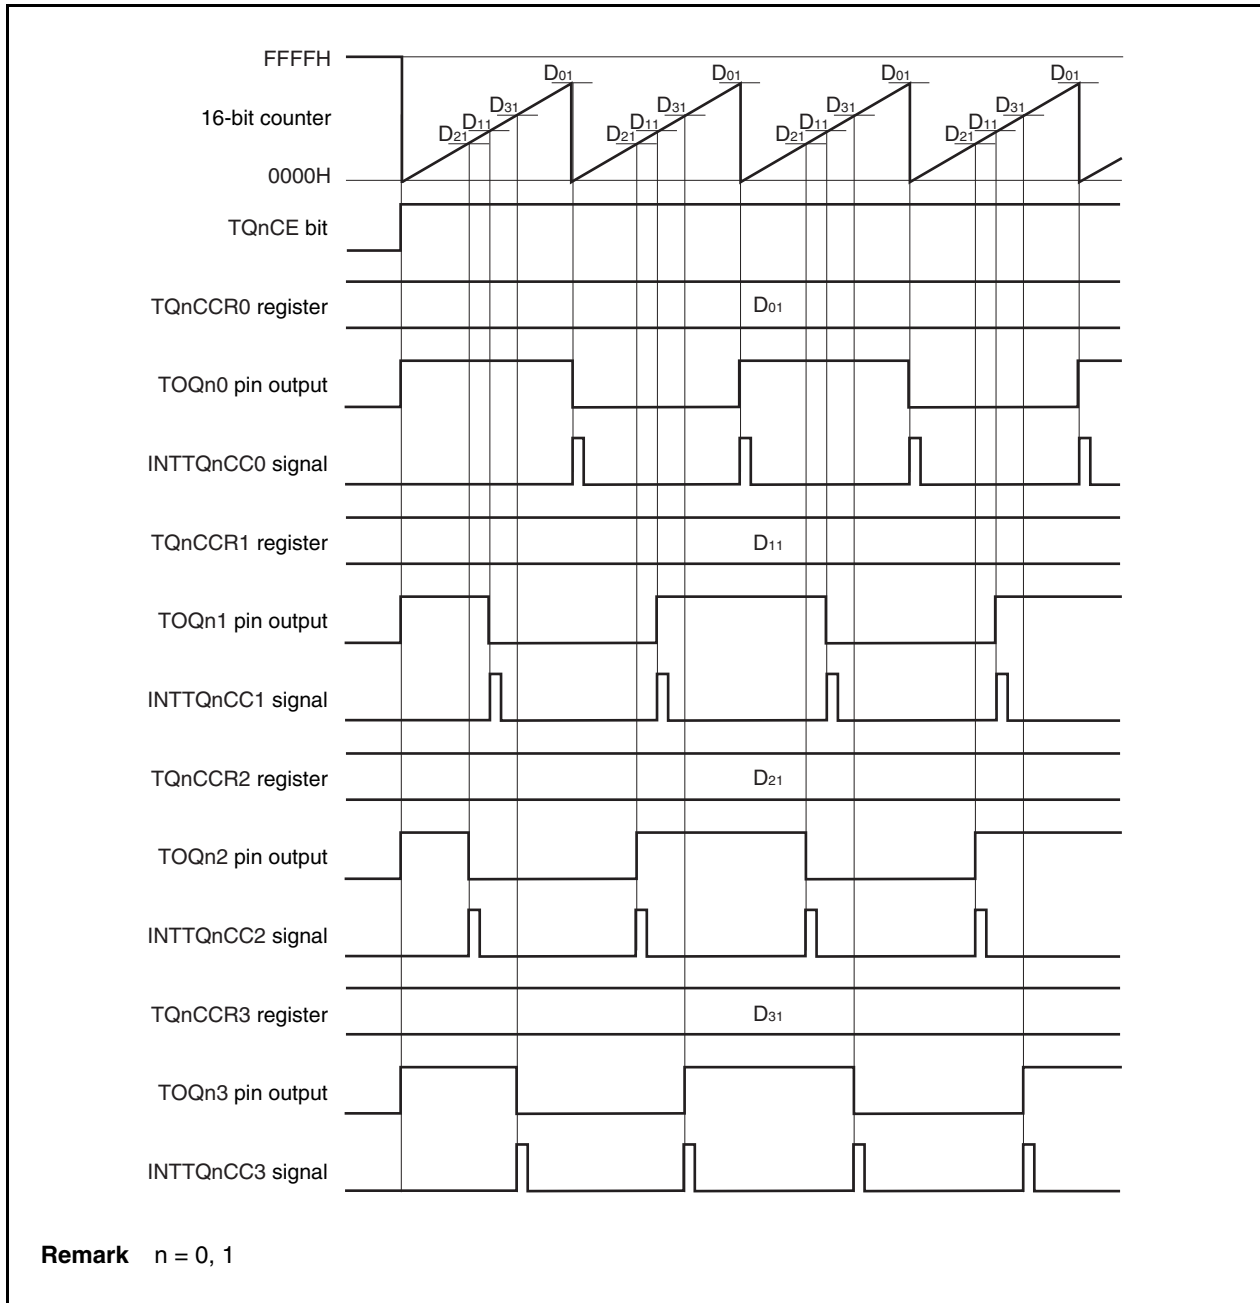 FFFFH
D01 D01 D01 D01
D31 D31 D31 D31
16-bit counter
D11 D11 D11 D11
D21 D21 D21 D21
0000H
TQnCE bit
TQnCCR0 register D01
TOQn0 pin output
INTTQnCC0 signal
TQnCCR1 register D11
TOQn1 pin output
INTTQnCC1 signal
TQnCCR2 register D21
TOQn2 pin output
INTTQnCC2 signal
TQnCCR3 register D31
TOQn3 pin output
INTTQnCC3 signal
Remark n = 0, 1